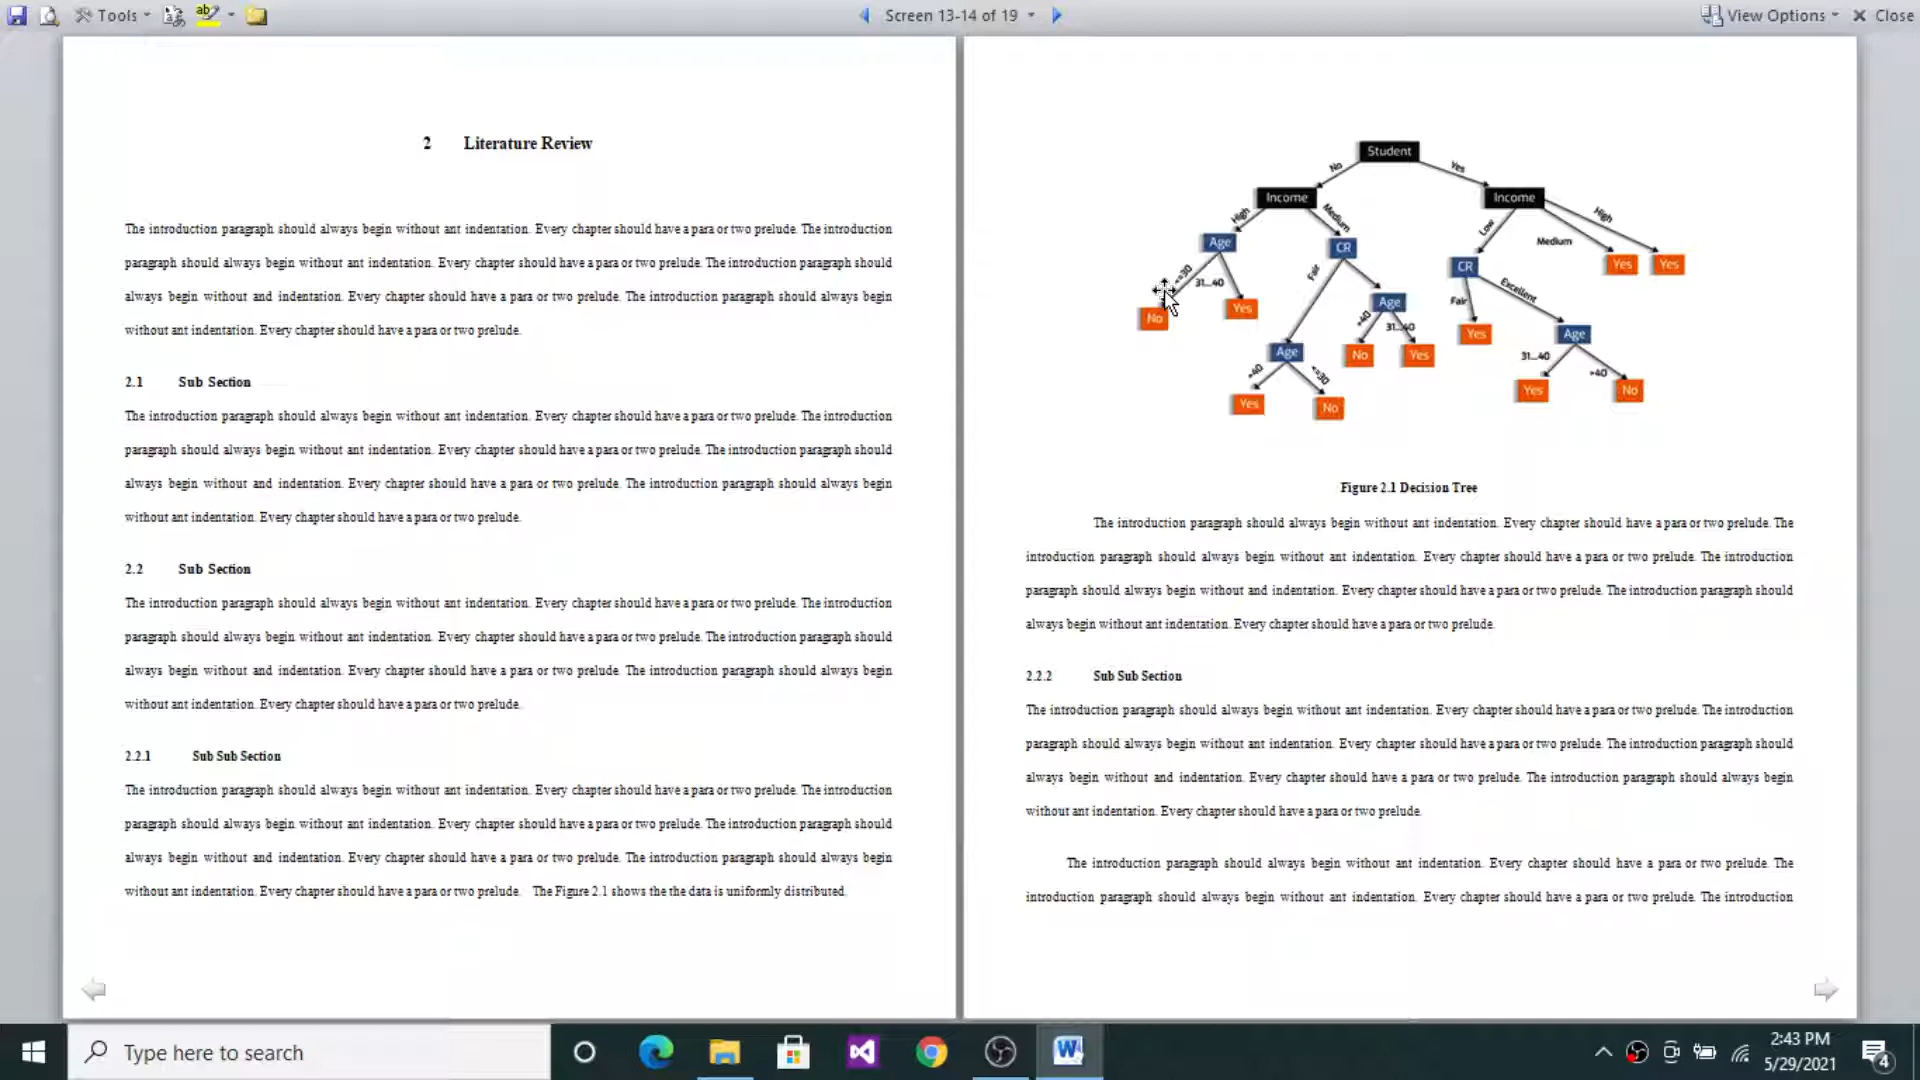 Tools
Screen 13-14 of 19
View Options
Close
2 Literature Review
The introduction paragraph should always begin without ant indentation. Every chapter should have a para or two prelude. The introduction
paragraph should always begin without ant indentation. Every chapter should have a para or two prelude. The introduction paragraph should
always begin without and indentation. Every chapter should have a para or two prelude. The introduction paragraph should always begin
without ant indentation. Every chapter should have a para or two prelude.
2.1 Sub Section
The introduction paragraph should always begin without ant indentation. Every chapter should have a para or two prelude. The introduction
paragraph should always begin without ant indentation. Every chapter should have a para or two prelude. The introduction paragraph should
always begin without and indentation. Every chapter should have a para or two prelude. The introduction paragraph should always begin
without ant indentation. Every chapter should have a para or two prelude.
2.2 Sub Section
The introduction paragraph should always begin without ant indentation. Every chapter should have a para or two prelude. The introduction
paragraph should always begin without ant indentation. Every chapter should have a para or two prelude. The introduction paragraph should
always begin without and indentation. Every chapter should have a para or two prelude. The introduction paragraph should always begin
without ant indentation. Every chapter should have a para or two prelude.
2.2.1 Sub Sub Section
The introduction paragraph should always begin without ant indentation. Every chapter should have a para or two prelude. The introduction
paragraph should always begin without ant indentation. Every chapter should have a para or two prelude. The introduction paragraph should
always begin without and indentation. Every chapter should have a para or two prelude. The introduction paragraph should always begin
without ant indentation. Every chapter should have a para or two prelude. The Figure 2.1 shows the the data is uniformly distributed.
Student
No Yes
Income Income
High Medium Low Medium High
Age CR CR Yes Yes
<=30 31...40 Fair Age Fair Excellent
No Yes >40 31...40 Yes Age
Age No Yes 31...40 >40
>40 <=30 Yes No
Yes No
Figure 2.1 Decision Tree
The introduction paragraph should always begin without ant indentation. Every chapter should have a para or two prelude. The
introduction paragraph should always begin without ant indentation. Every chapter should have a para or two prelude. The introduction
paragraph should always begin without and indentation. Every chapter should have a para or two prelude. The introduction paragraph should
always begin without ant indentation. Every chapter should have a para or two prelude.
2.2.2 Sub Sub Section
The introduction paragraph should always begin without ant indentation. Every chapter should have a para or two prelude. The introduction
paragraph should always begin without ant indentation. Every chapter should have a para or two prelude. The introduction paragraph should
always begin without and indentation. Every chapter should have a para or two prelude. The introduction paragraph should always begin
without ant indentation. Every chapter should have a para or two prelude.
The introduction paragraph should always begin without ant indentation. Every chapter should have a para or two prelude. The
introduction paragraph should always begin without ant indentation. Every chapter should have a para or two prelude. The introduction
Type here to search
2:43 PM
5/29/2021
4